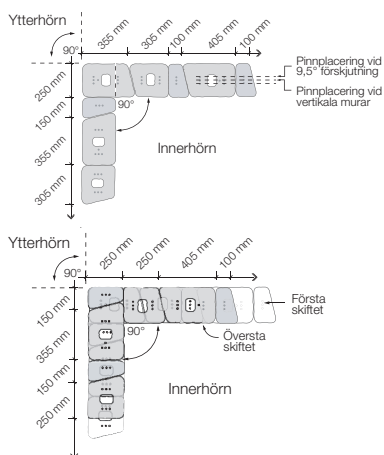 Ytterhörn
90°
355 mm
305 mm
100 mm
405 mm
100 mm
Pinnplacering vid
9,5° förskjutning
Pinnplacering vid
vertikala murar
250 mm
150 mm
355 mm
305 mm
90°
Innerhörn
Ytterhörn
90°
250 mm
250 mm
405 mm
100 mm
Första
skiftet
Översta
skiftet
150 mm
355 mm
150 mm
250 mm
90°
Innerhörn